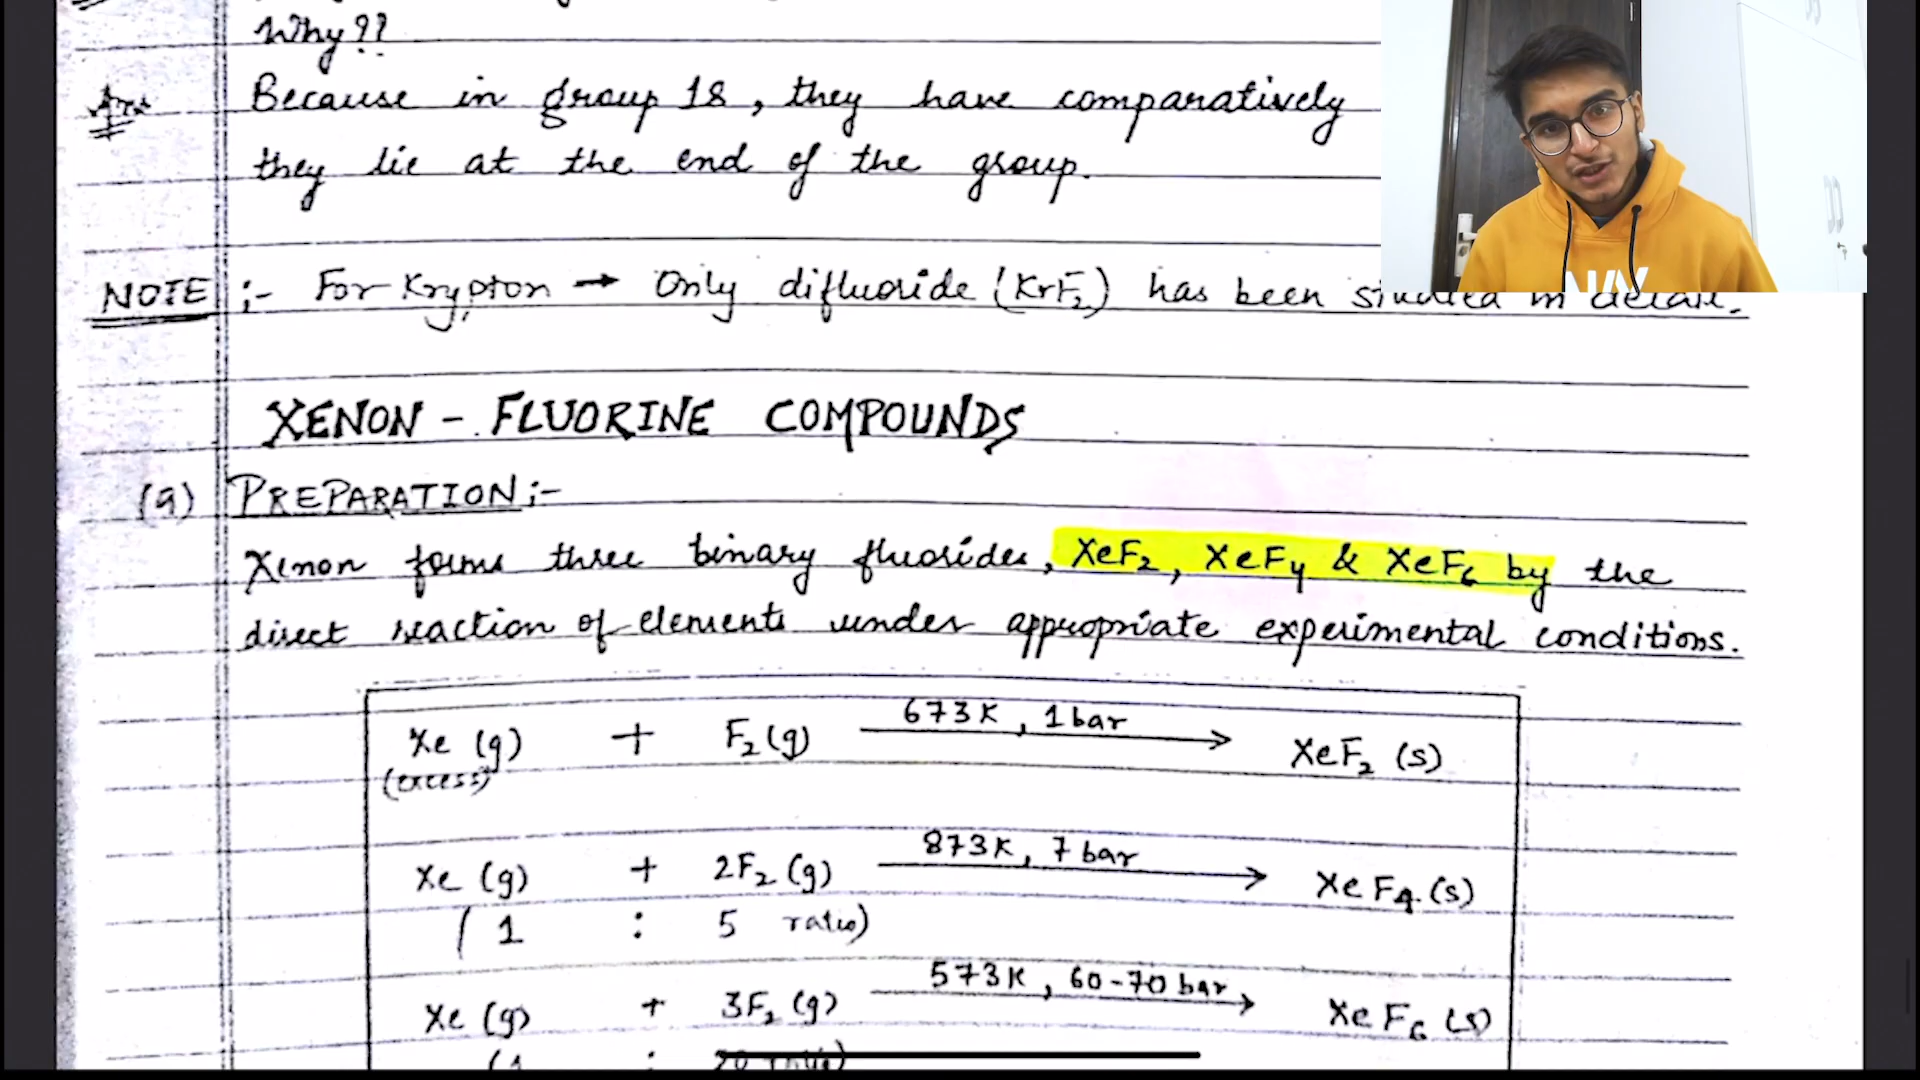 Why??
Ans Because in group 18, they have comparatively
they lie at the end of the group.
NOTE :- For Krypton → Only difluoride (KrF₂) has been studied in detail.
XENON - FLUORINE COMPOUNDS
(a) PREPARATION :-
Xenon forms three binary fluorides, XeF₂, XeF₄ & XeF₆ by the
direct reaction of elements under appropriate experimental conditions.
Xe (g) + F₂(g) 673K, 1bar → XeF₂ (s)
(excess)
Xe (g) + 2F₂(g) 873K, 7 bar → XeF₄ (s)
(1 : 5 ratio)
Xe (g) + 3F₂(g) 573K, 60-70 bar → XeF₆ (s)
(1 : 20 ratio)